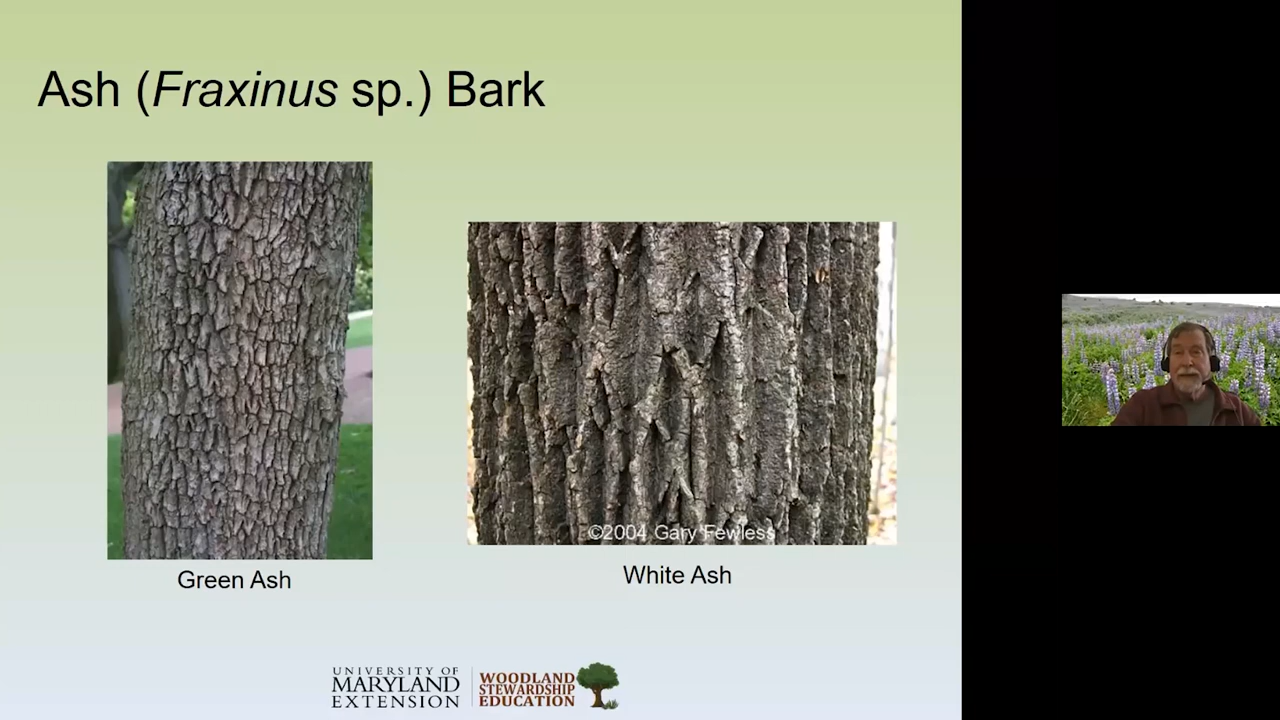 Ash (Fraxinus sp.) Bark
©2004 Gary Fewless
Green Ash
White Ash
UNIVERSITY OF
MARYLAND
EXTENSION
WOODLAND
STEWARDSHIP
EDUCATION